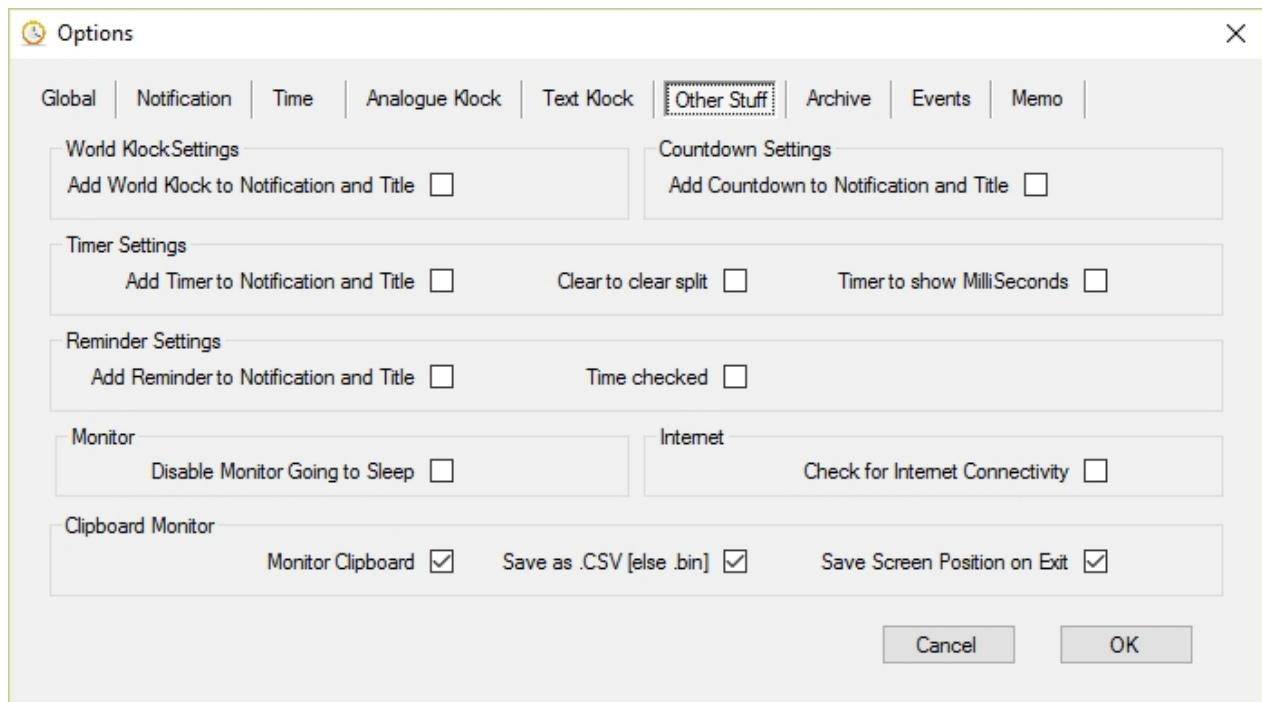 Options
Global Notification Time Analogue Klock Text Klock Other Stuff Archive Events Memo
World KlockSettings Countdown Settings
Add World Klock to Notification and Title Add Countdown to Notification and Title
Timer Settings
Add Timer to Notification and Title Clear to clear split Timer to show MilliSeconds
Reminder Settings
Add Reminder to Notification and Title Time checked
Monitor Internet
Disable Monitor Going to Sleep Check for Internet Connectivity
Clipboard Monitor
Monitor Clipboard Save as .CSV [else .bin] Save Screen Position on Exit
Cancel OK